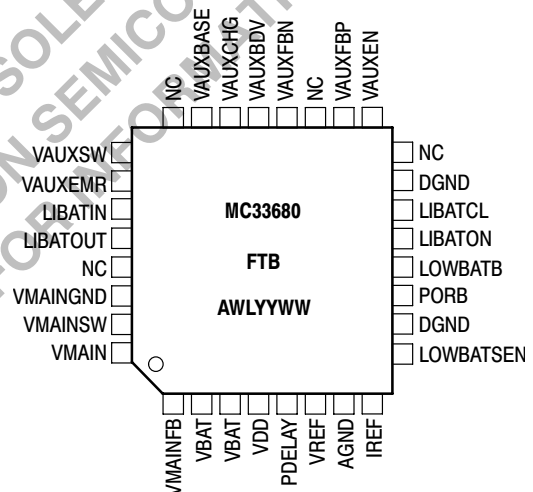 NC
VAUXBASE
VAUXCHG
VAUXBDV
VAUXFBN
NC
VAUXFBP
VAUXEN
VAUXSW
VAUXEMR
LIBATIN
LIBATOUT
NC
VMAINGND
VMAINSW
VMAIN
MC33680
FTB
AWLYYWW
NC
DGND
LIBATCL
LIBATON
LOWBATB
PORB
DGND
LOWBATSEN
VMAINFB
VBAT
VBAT
VDD
PDELAY
VREF
AGND
IREF